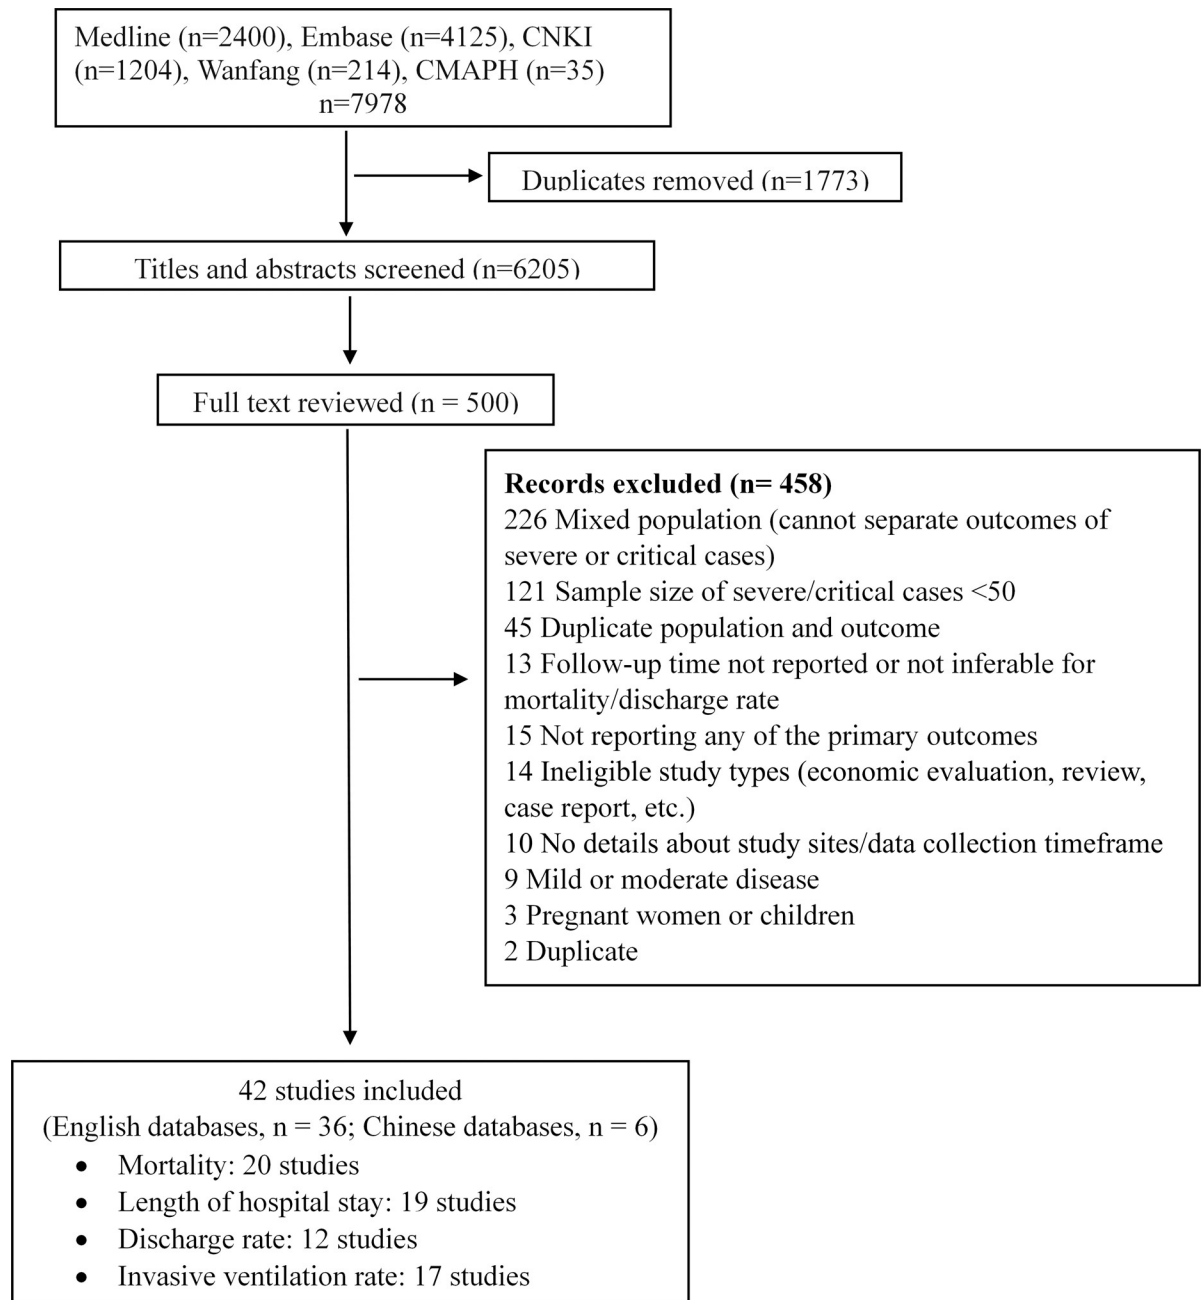 Medline (n=2400), Embase (n=4125), CNKI
(n=1204), Wanfang (n=214), CMAPH (n=35)
n=7978
Duplicates removed (n=1773)
Titles and abstracts screened (n=6205)
Full text reviewed (n = 500)
Records excluded (n= 458)
226 Mixed population (cannot separate outcomes of
severe or critical cases)
121 Sample size of severe/critical cases <50
45 Duplicate population and outcome
13 Follow-up time not reported or not inferable for
mortality/discharge rate
15 Not reporting any of the primary outcomes
14 Ineligible study types (economic evaluation, review,
case report, etc.)
10 No details about study sites/data collection timeframe
9 Mild or moderate disease
3 Pregnant women or children
2 Duplicate
42 studies included
(English databases, n = 36; Chinese databases, n = 6)
• Mortality: 20 studies
• Length of hospital stay: 19 studies
• Discharge rate: 12 studies
• Invasive ventilation rate: 17 studies